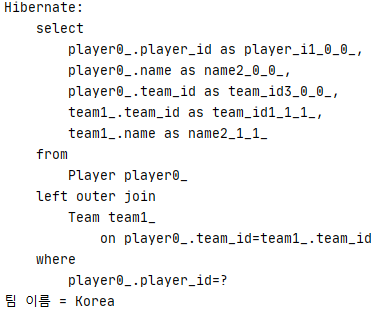 Hibernate:
    select
        player0_.player_id as player_i1_0_0_,
        player0_.name as name2_0_0_,
        player0_.team_id as team_id3_0_0_,
        team1_.team_id as team_id1_1_1_,
        team1_.name as name2_1_1_
    from
        Player player0_
    left outer join
        Team team1_
            on player0_.team_id=team1_.team_id
    where
        player0_.player_id=?
팀 이름 = Korea